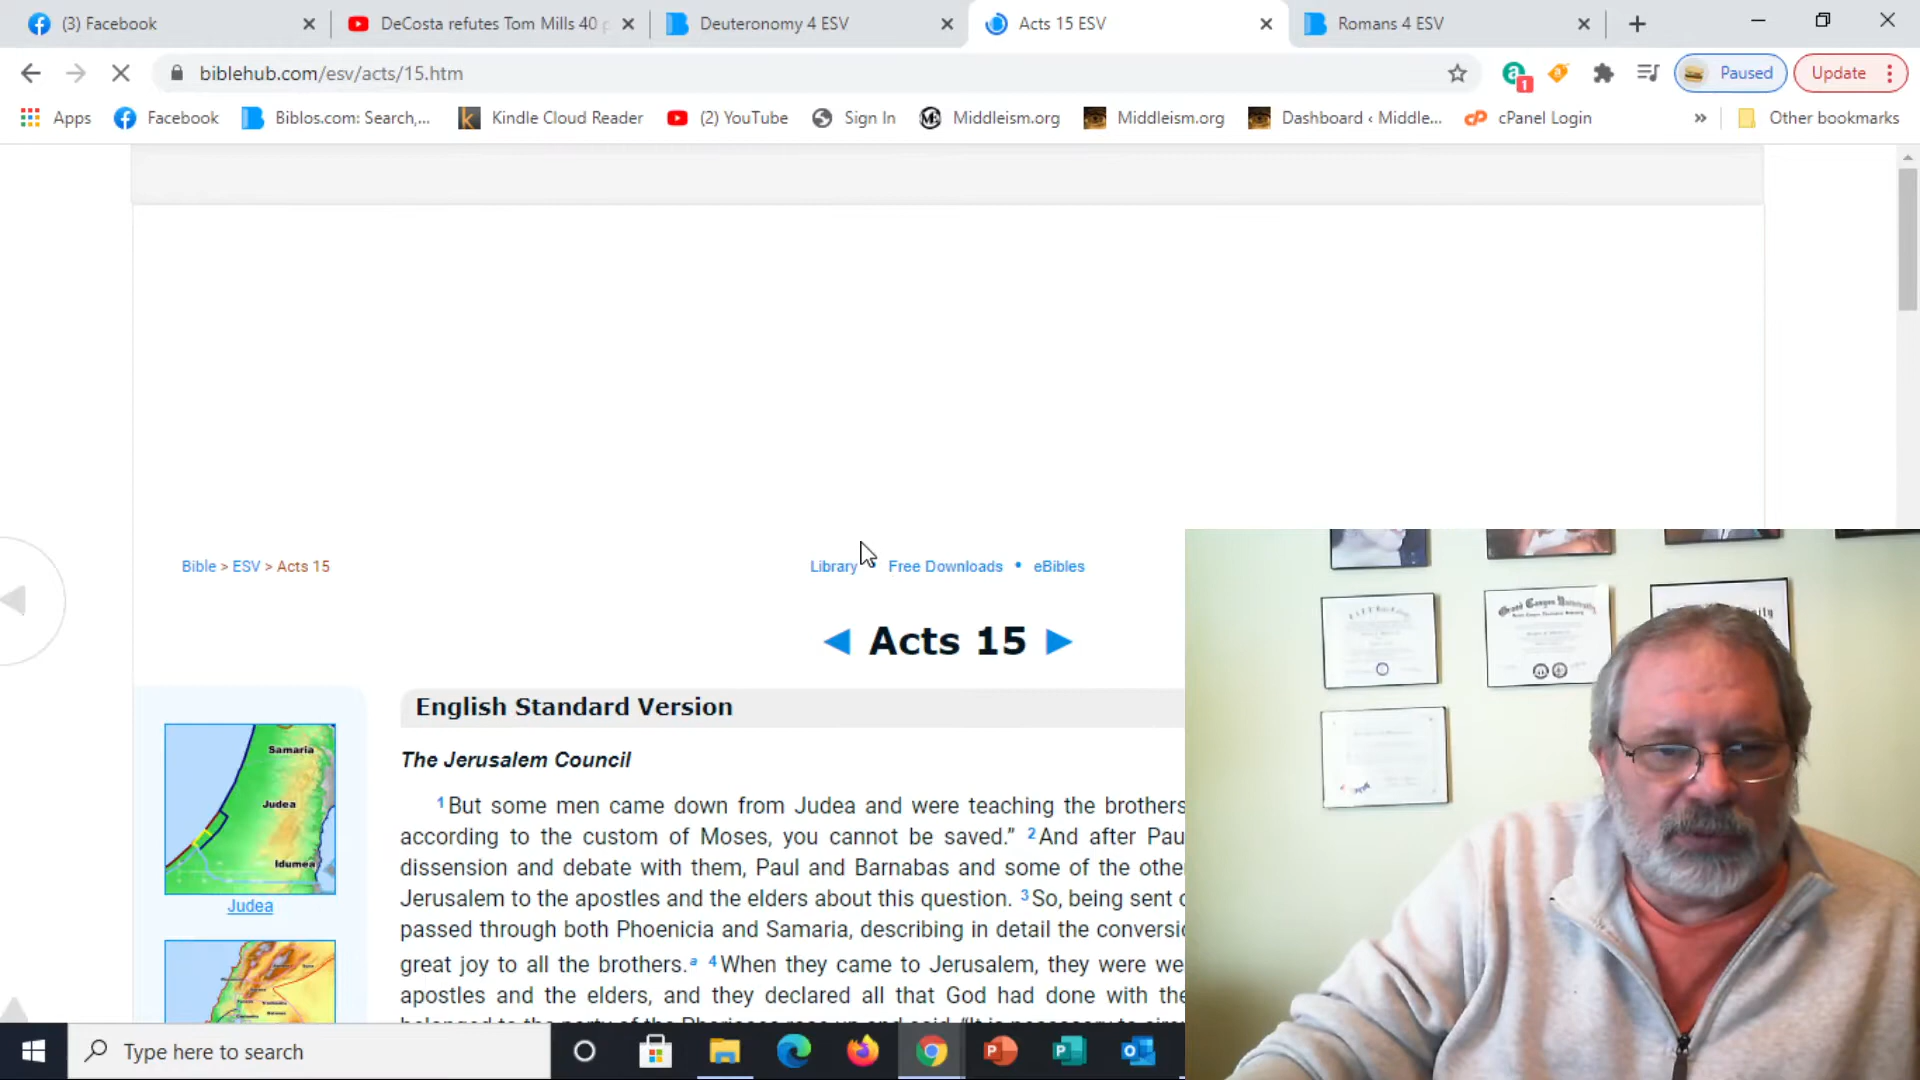 (3) Facebook
DeCosta refutes Tom Mills 40
Deuteronomy 4 ESV
Acts 15 ESV
Romans 4 ESV
biblehub.com/esv/acts/15.htm
1
Paused
Update
Apps
Facebook
Biblos.com: Search,...
Kindle Cloud Reader
(2) YouTube
Sign In
Middleism.org
Middleism.org
Dashboard ‹ Middle...
cPanel Login
»
Other bookmarks
Bible > ESV > Acts 15
Library • Free Downloads • eBibles
Acts 15
English Standard Version
The Jerusalem Council
1 But some men came down from Judea and were teaching the brothers
according to the custom of Moses, you cannot be saved.” 2 And after Pau
dissension and debate with them, Paul and Barnabas and some of the othe
Jerusalem to the apostles and the elders about this question. 3 So, being sent
passed through both Phoenicia and Samaria, describing in detail the conversi
great joy to all the brothers. a 4 When they came to Jerusalem, they were we
apostles and the elders, and they declared all that God had done with the
Samaria
Judea
Idumea
Judea
Grand Canyon University
Type here to search